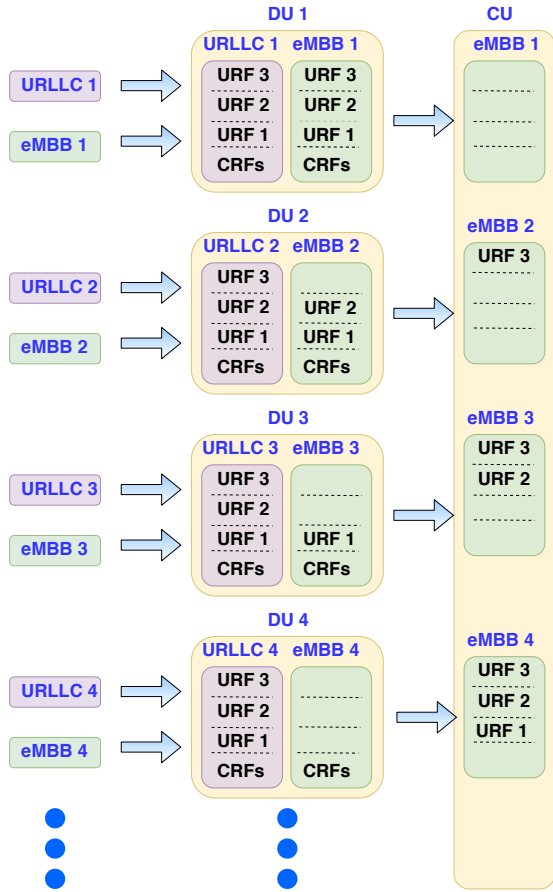 DU 1
CU
URLLC 1 eMBB 1
eMBB 1
URLLC 1
eMBB 1
URF 3
URF 2
URF 1
CRFs
URF 3
URF 2
URF 1
CRFs
DU 2
eMBB 2
URLLC 2 eMBB 2
URLLC 2
eMBB 2
URF 3
URF 2
URF 1
CRFs
URF 2
URF 1
CRFs
URF 3
DU 3
eMBB 3
URLLC 3 eMBB 3
URLLC 3
eMBB 3
URF 3
URF 2
URF 1
CRFs
URF 1
CRFs
URF 3
URF 2
DU 4
eMBB 4
URLLC 4 eMBB 4
URLLC 4
eMBB 4
URF 3
URF 2
URF 1
CRFs
CRFs
URF 3
URF 2
URF 1